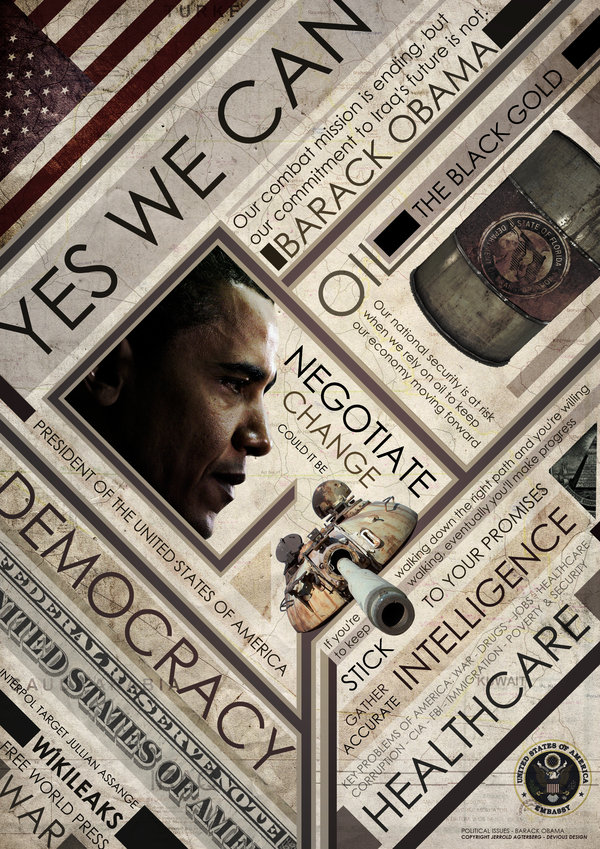 TURKE
YES WE CAN
Our combat mission is ending, but
our commitment to Iraq's future is not:
BARACK OBAMA
THE BLACK GOLD
OIL
STATE OF FLORIDA
Our national security is at risk
when we rely on oil to keep
our economy moving forward
NEGOTIATE
CHANGE
COULD IT BE
PRESIDENT OF THE UNITED STATES OF AMERICA
DEMOCRACY
FEDERAL RESERVE NOTE
UNITED STATES OF AM
INTERPOL TARGET JULLIAN ASSANGE
WIKILEAKS
FREE WORLD PRESS
WAR
If you're walking down the right path and you're willing
to keep walking, eventually you'll make progress
STICK TO YOUR PROMISES
GATHER
ACCURATE
INTELLIGENCE
KEY PROBLEMS OF AMERICA: WAR - DRUGS - JOBS - HEALTHCARE
CORRUPTION - CIA - FBI - IMMIGRATION - POVERTY & SECURITY
KUWAIT
HEALTHCARE
UNITED STATES OF AMERICA
EMBASSY
POLITICAL ISSUES - BARACK OBAMA
COPYRIGHT JERROLD AGTERBERG - DEVIOUS DESIGN